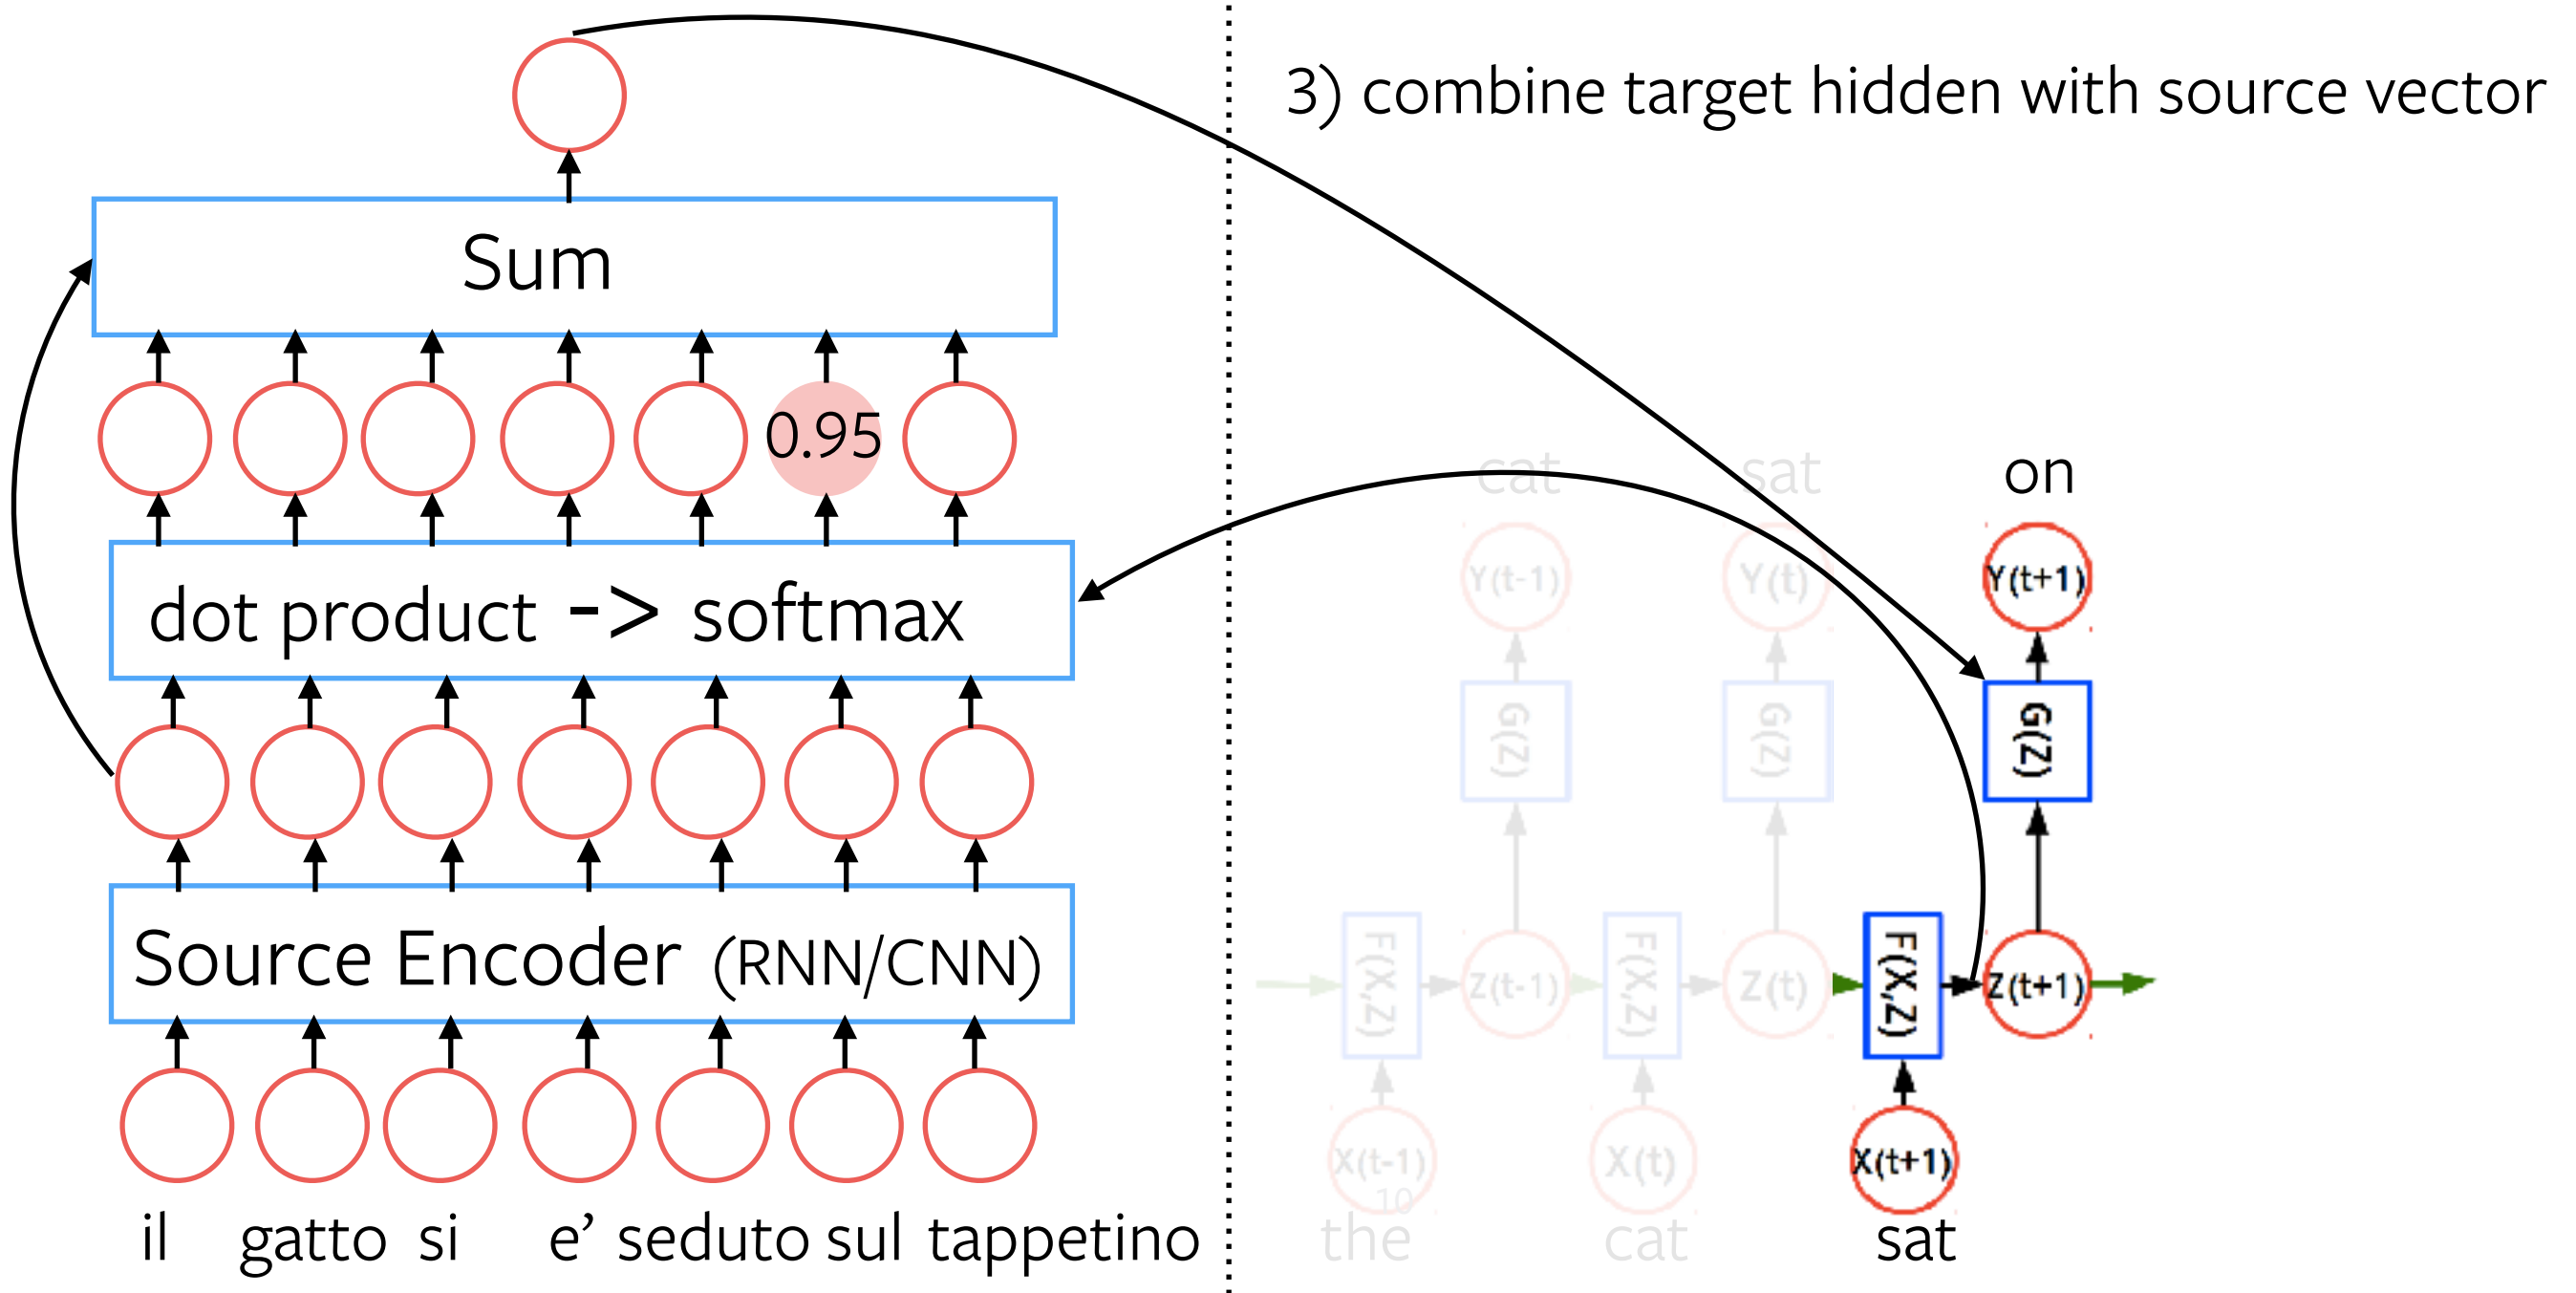 3) combine target hidden with source vector
Sum
0.95
dot product -> softmax
Source Encoder (RNN/CNN)
il gatto si e’ seduto sul tappetino
cat sat on
Y(t-1) Y(t) Y(t+1)
G(Z) G(Z) G(Z)
F(X,Z) Z(t-1) F(X,Z) Z(t) F(X,Z) Z(t+1)
X(t-1) X(t) X(t+1)
10
the cat sat